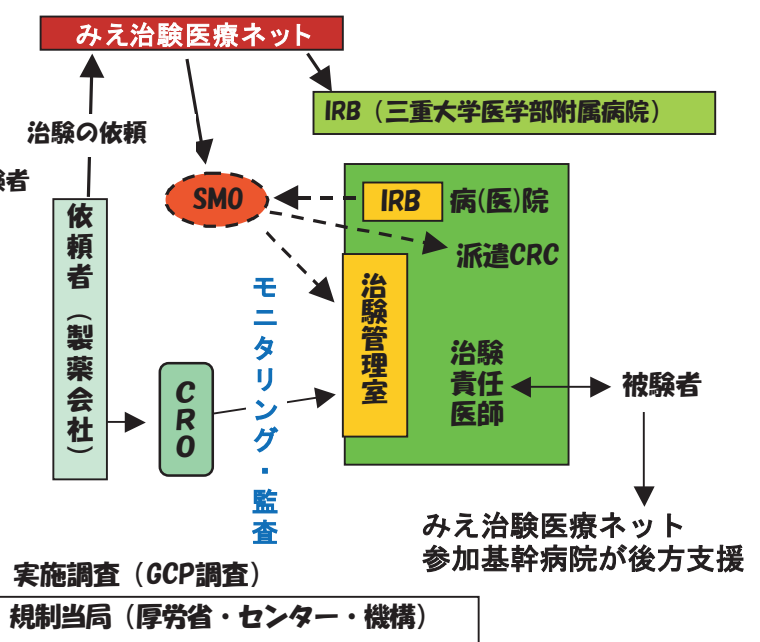 みえ治験医療ネット
IRB（三重大学医学部附属病院）
治験の依頼
者
SMO
IRB
病(医)院
派遣CRC
依頼者（製薬会社）
モニタリング・監査
治験管理室
CRO
治験
責任
医師
被験者
みえ治験医療ネット
参加基幹病院が後方支援
実施調査（GCP調査）
規制当局（厚労省・センター・機構）